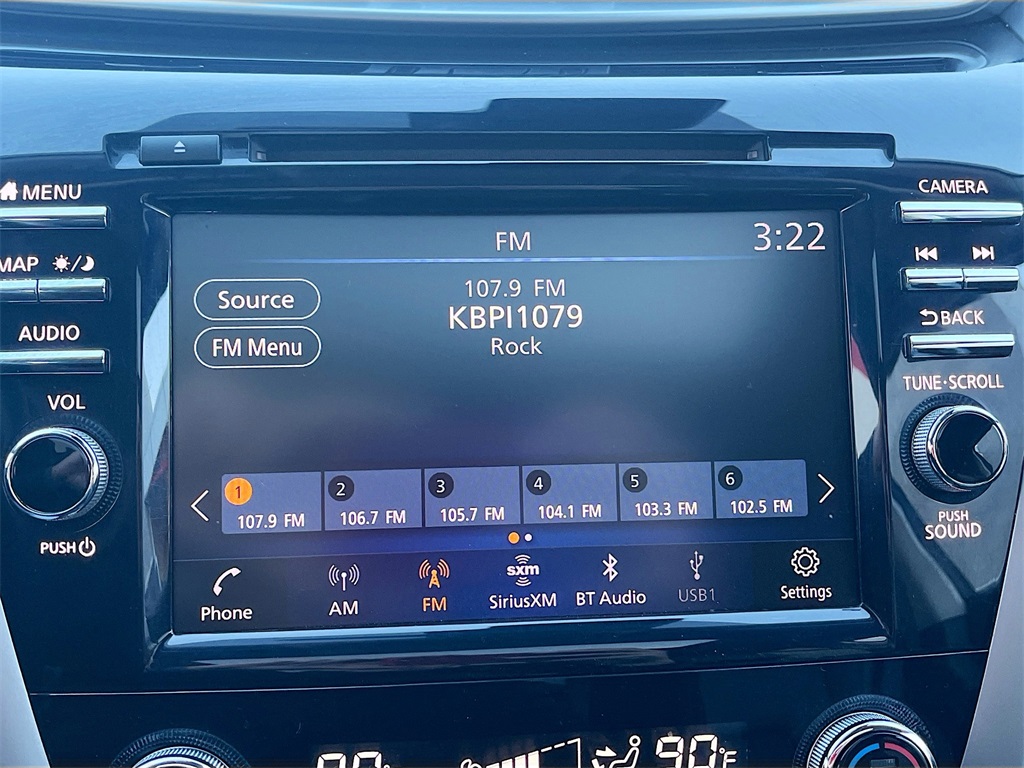 MENU
CAMERA
FM
3:22
MAP
Source
107.9 FM
KBPI1079
Rock
FM Menu
AUDIO
BACK
VOL
TUNE·SCROLL
1 2 3 4 5 6
107.9 FM 106.7 FM 105.7 FM 104.1 FM 103.3 FM 102.5 FM
PUSH
PUSH
SOUND
sxm
Phone AM FM SiriusXM BT Audio USB1 Settings
90°F